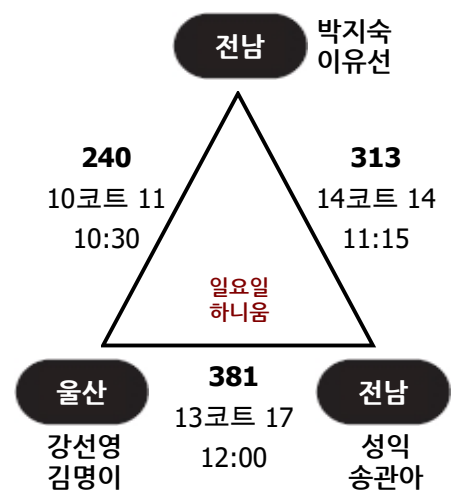 전남
박지숙
이유선
240
10코트 11
10:30
313
14코트 14
11:15
일요일
하니움
울산
강선영
김명이
381
13코트 17
12:00
전남
성익
송관아